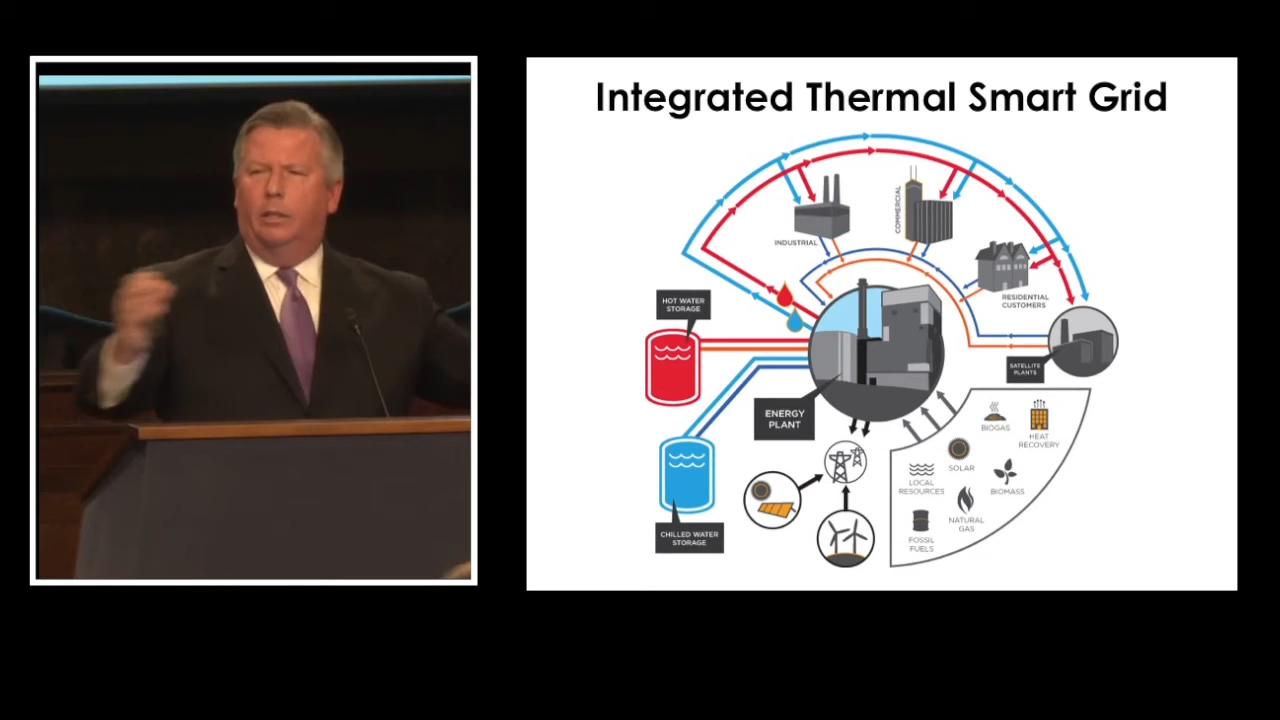 Integrated Thermal Smart Grid
INDUSTRIAL
COMMERCIAL
RESIDENTIAL
CUSTOMERS
HOT WATER
STORAGE
SATELLITE
PLANTS
ENERGY
PLANT
CHILLED WATER
STORAGE
BIOGAS
HEAT
RECOVERY
SOLAR
LOCAL
RESOURCES
BIOMASS
NATURAL
GAS
FOSSIL
FUELS